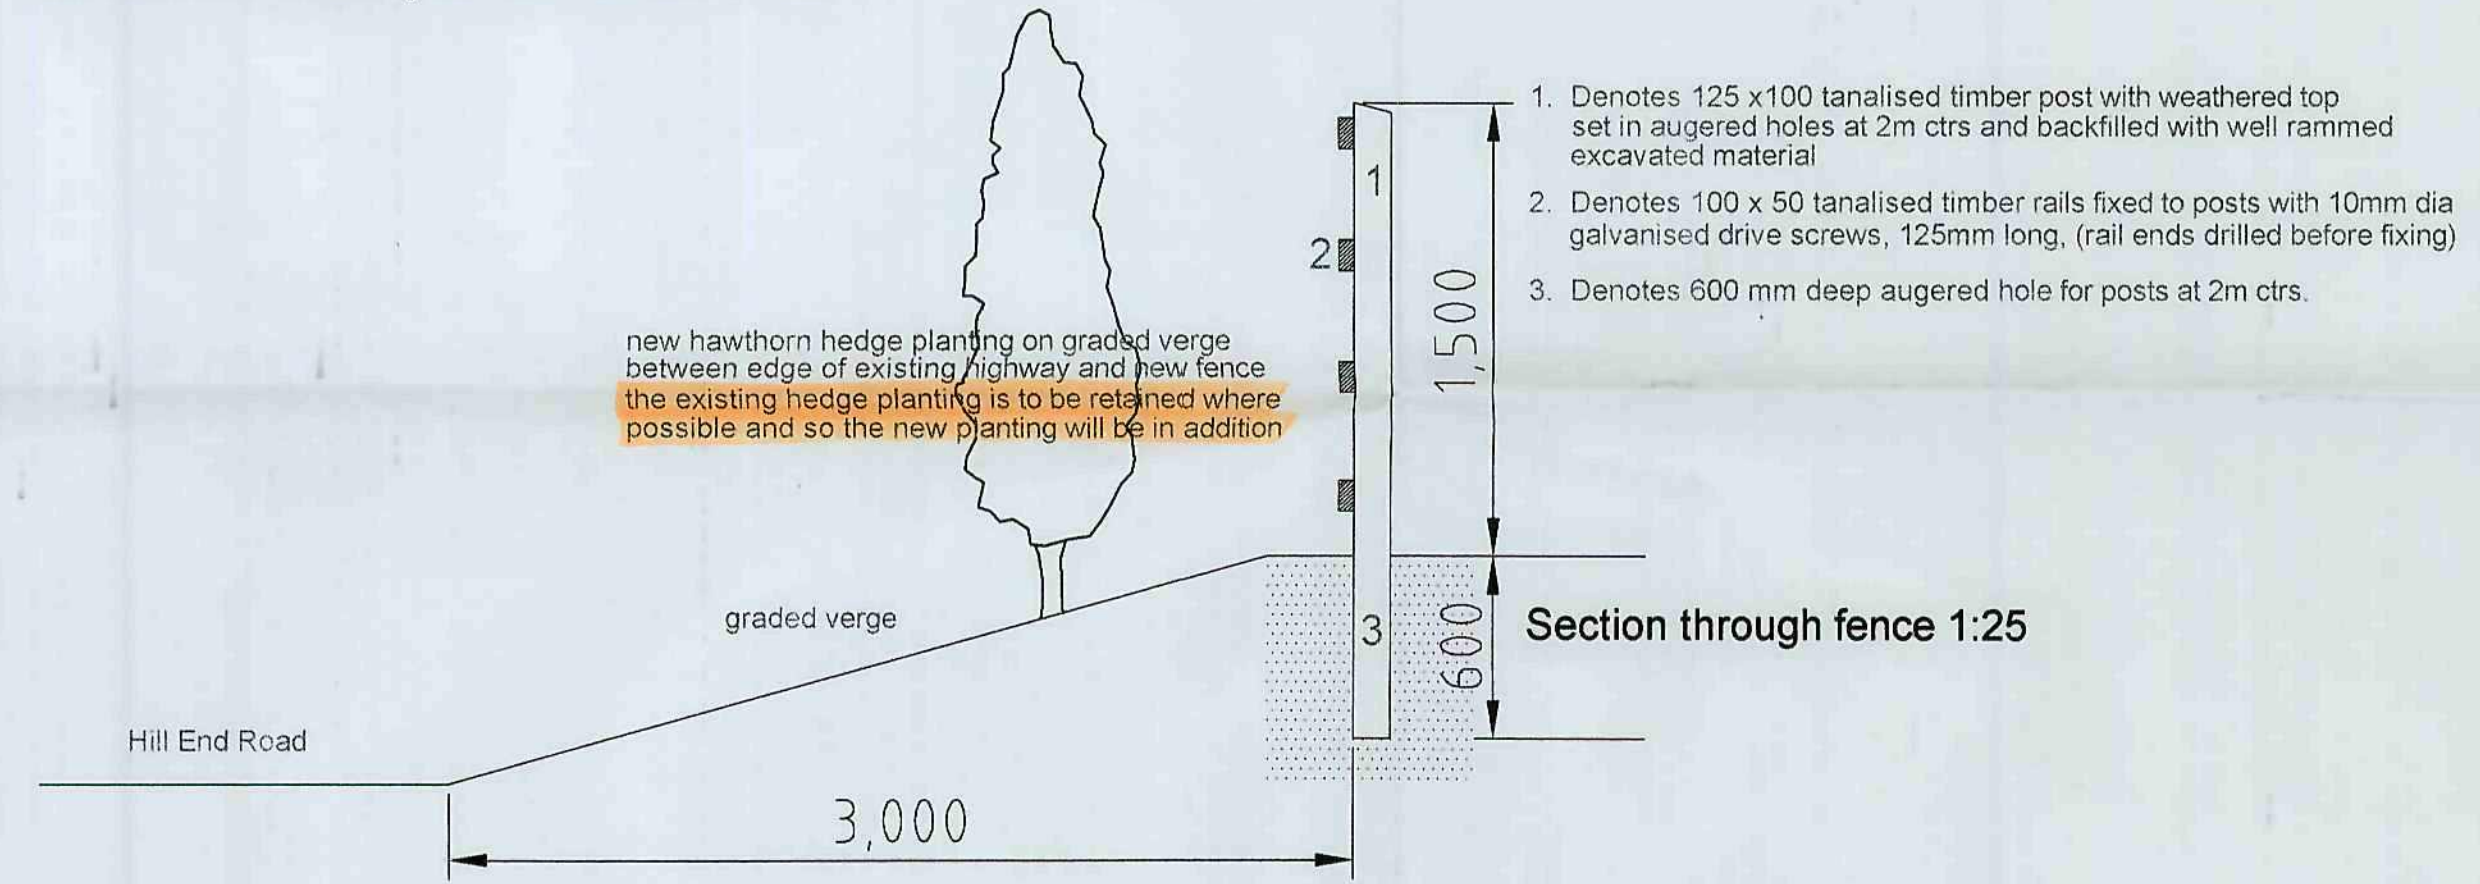 1. Denotes 125 x100 tanalised timber post with weathered top
set in augered holes at 2m ctrs and backfilled with well rammed
excavated material
2. Denotes 100 x 50 tanalised timber rails fixed to posts with 10mm dia
galvanised drive screws, 125mm long, (rail ends drilled before fixing)
3. Denotes 600 mm deep augered hole for posts at 2m ctrs.
1
2
1,500
new hawthorn hedge planting on graded verge
between edge of existing highway and new fence
the existing hedge planting is to be retained where
possible and so the new planting will be in addition
graded verge
3
600
Section through fence 1:25
Hill End Road
3,000